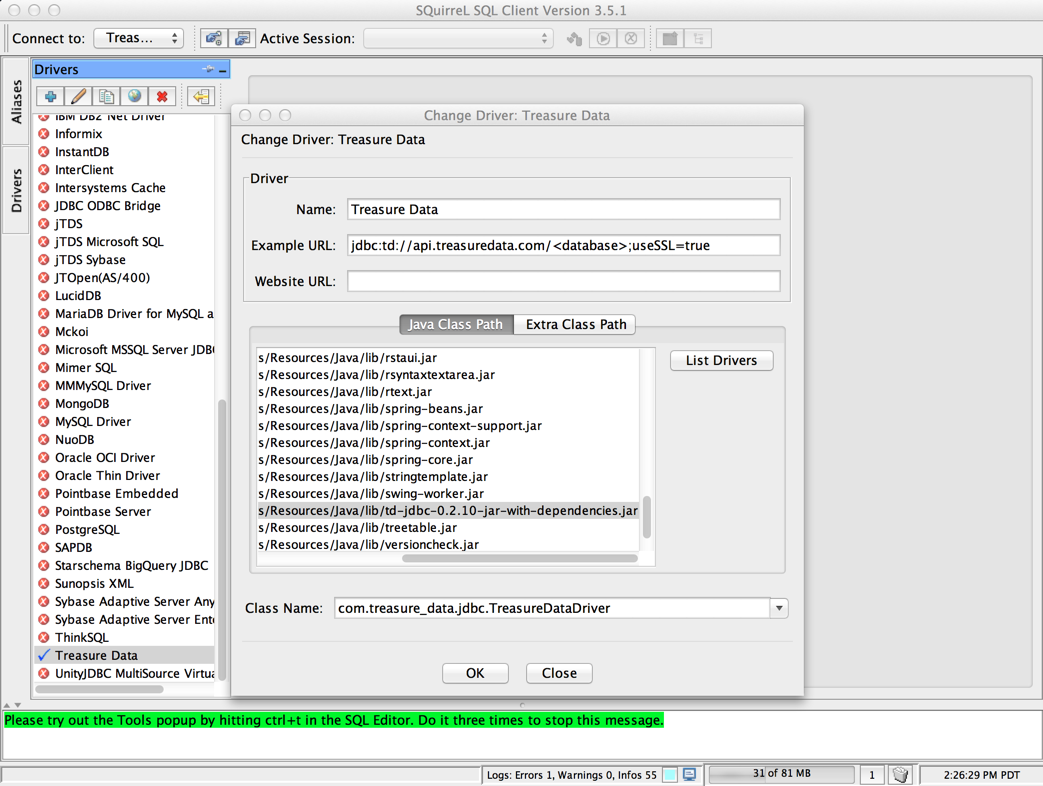 SQuirreL SQL Client Version 3.5.1
Connect to: Treas... Active Session:
Aliases
Drivers
Drivers
IBM DB2 Net Driver
Informix
InstantDB
InterClient
Intersystems Cache
JDBC ODBC Bridge
jTDS
jTDS Microsoft SQL
jTDS Sybase
JTOpen(AS/400)
LucidDB
MariaDB Driver for MySQL a
Mckoi
Microsoft MSSQL Server JDB
Mimer SQL
MMMySQL Driver
MongoDB
MySQL Driver
NuoDB
Oracle OCI Driver
Oracle Thin Driver
Pointbase Embedded
Pointbase Server
PostgreSQL
SAPDB
Starschema BigQuery JDBC
Sunopsis XML
Sybase Adaptive Server Any
Sybase Adaptive Server Ente
ThinkSQL
Treasure Data
UnityJDBC MultiSource Virtua
Change Driver: Treasure Data
Change Driver: Treasure Data
Driver
Name: Treasure Data
Example URL: jdbc:td://api.treasuredata.com/<database>;useSSL=true
Website URL:
Java Class Path Extra Class Path
s/Resources/Java/lib/rstaui.jar
s/Resources/Java/lib/rsyntaxtextarea.jar
s/Resources/Java/lib/rtext.jar
s/Resources/Java/lib/spring-beans.jar
s/Resources/Java/lib/spring-context-support.jar
s/Resources/Java/lib/spring-context.jar
s/Resources/Java/lib/spring-core.jar
s/Resources/Java/lib/stringtemplate.jar
s/Resources/Java/lib/swing-worker.jar
s/Resources/Java/lib/td-jdbc-0.2.10-jar-with-dependencies.jar
s/Resources/Java/lib/treetable.jar
s/Resources/Java/lib/versioncheck.jar
List Drivers
Class Name: com.treasure_data.jdbc.TreasureDataDriver
OK Close
Please try out the Tools popup by hitting ctrl+t in the SQL Editor. Do it three times to stop this message.
Logs: Errors 1, Warnings 0, Infos 55 31 of 81 MB 1 2:26:29 PM PDT